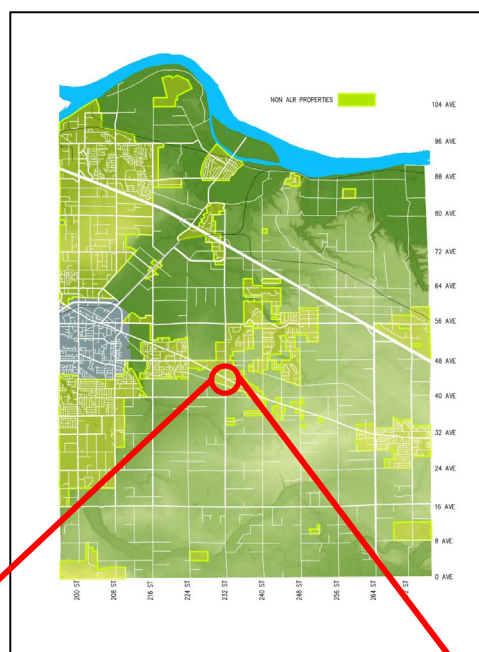 NON ALR PROPERTIES
104 AVE
96 AVE
88 AVE
80 AVE
72 AVE
64 AVE
56 AVE
48 AVE
40 AVE
32 AVE
24 AVE
16 AVE
8 AVE
0 AVE
200 ST
208 ST
216 ST
224 ST
232 ST
240 ST
248 ST
256 ST
264 ST